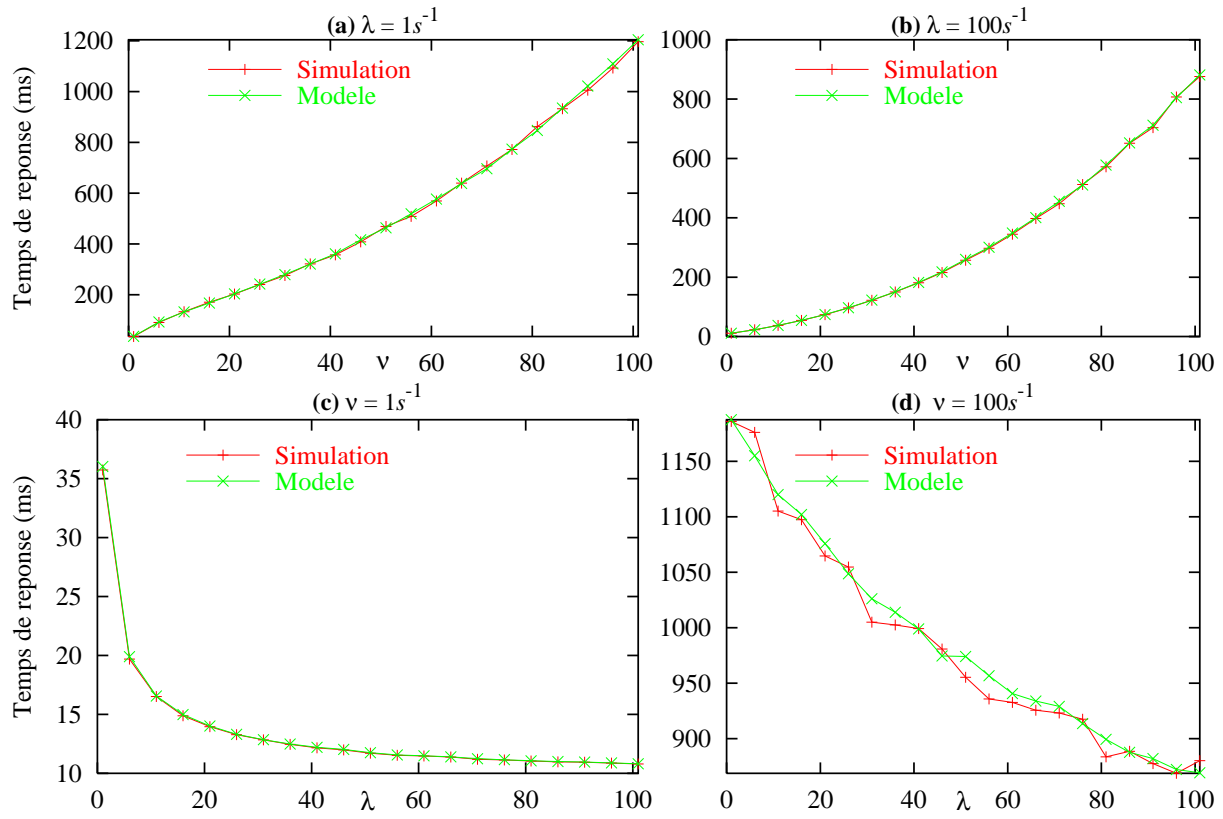 (a) λ = 1s⁻¹
Temps de reponse (ms)
1200
1000
800
600
400
200
Simulation
Modele
0
20
40
60
80
100
ν
(b) λ = 100s⁻¹
1000
800
600
400
200
0
Simulation
Modele
0
20
40
60
80
100
ν
(c) ν = 1s⁻¹
Temps de reponse (ms)
40
35
30
25
20
15
10
Simulation
Modele
0
20
40
60
80
100
λ
(d) ν = 100s⁻¹
1150
1100
1050
1000
950
900
Simulation
Modele
0
20
40
60
80
100
λ